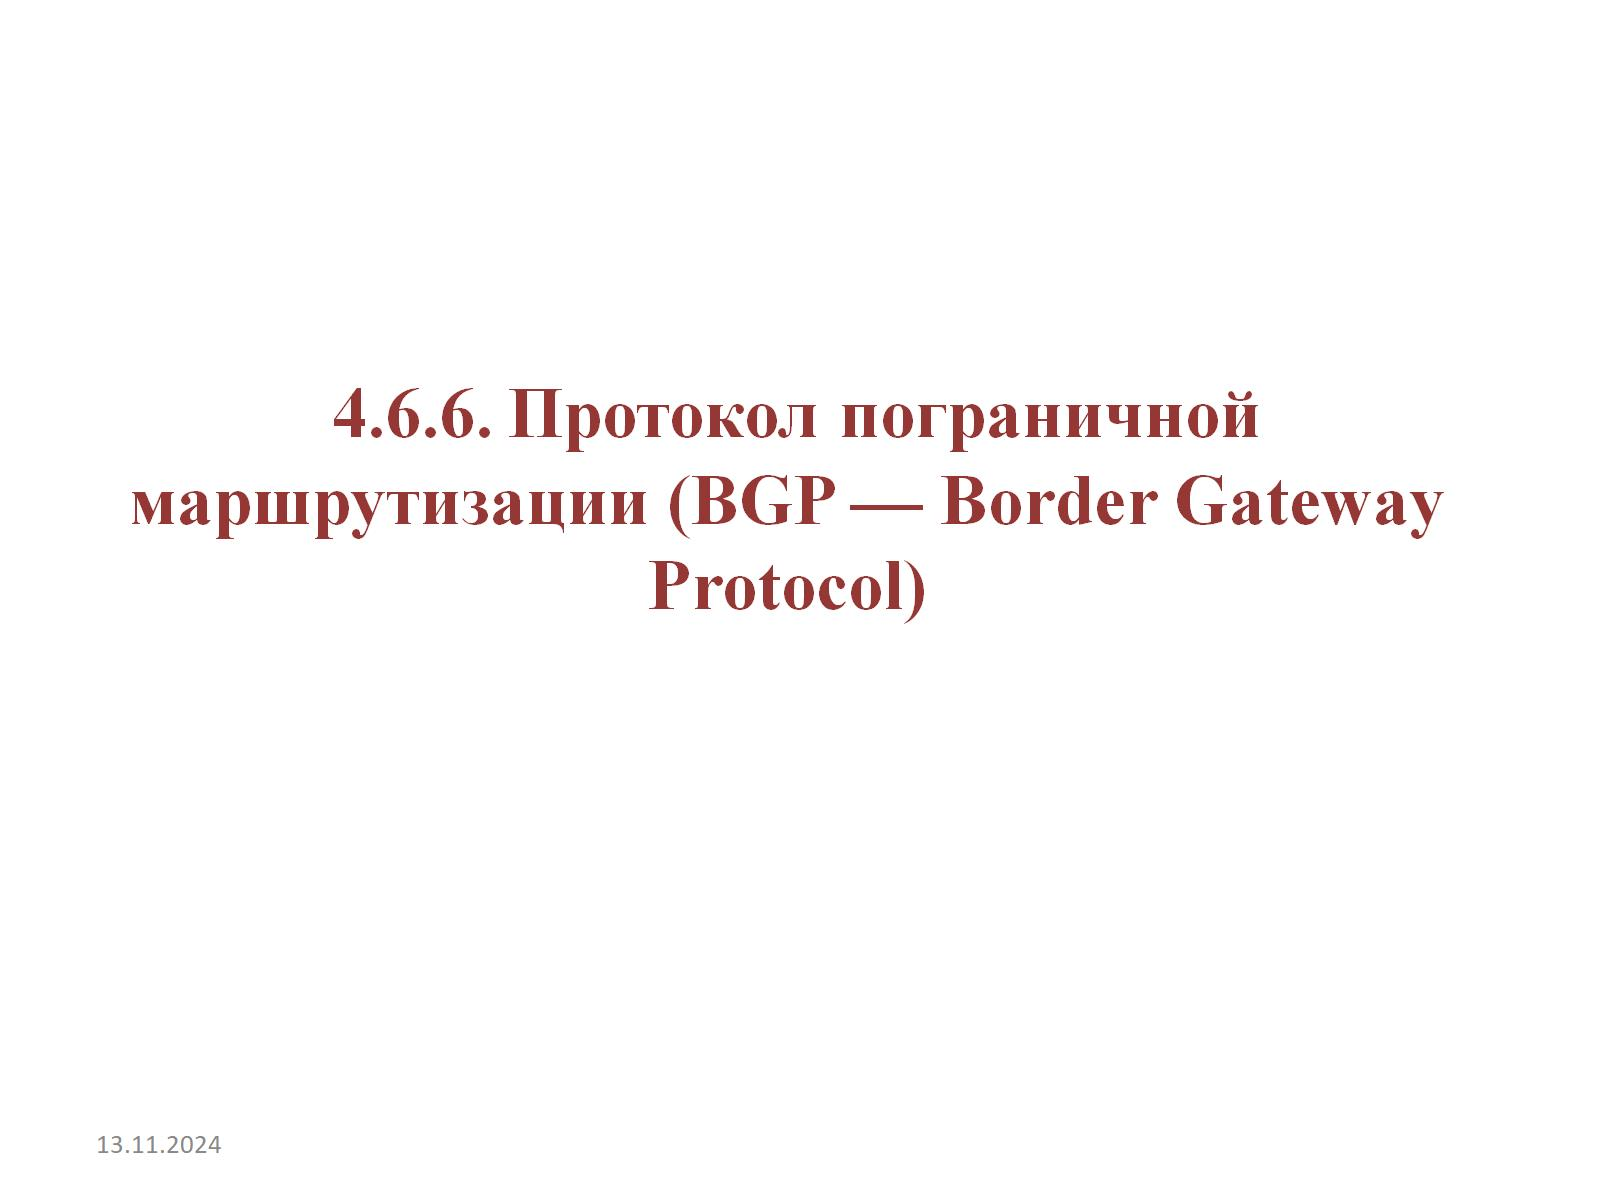 4.6.6. Протокол пограничной
маршрутизации (BGP — Border Gateway
Protocol)
13.11.2024